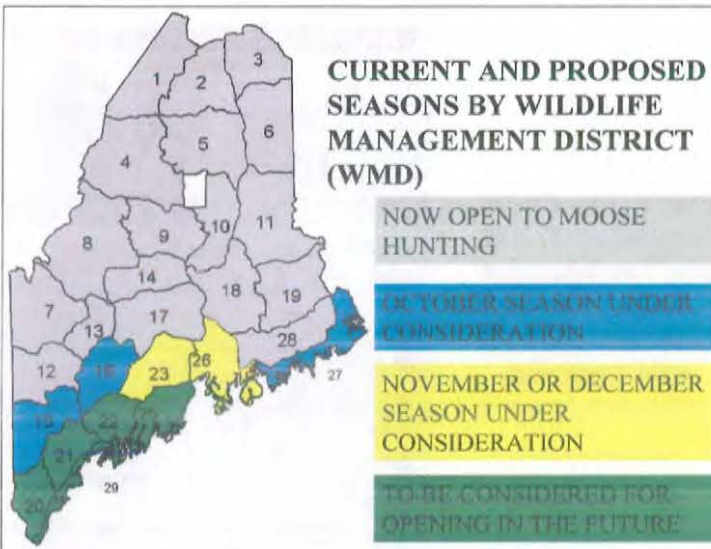 CURRENT AND PROPOSED
SEASONS BY WILDLIFE
MANAGEMENT DISTRICT
(WMD)
NOW OPEN TO MOOSE
HUNTING
OCTOBER SEASON UNDER
CONSIDERATION
NOVEMBER OR DECEMBER
SEASON UNDER
CONSIDERATION
TO BE CONSIDERED FOR
OPENING IN THE FUTURE
1
2
3
4
5
6
8
9
10
11
14
18
19
7
13
17
28
12
23
26
27
22
21
29
20